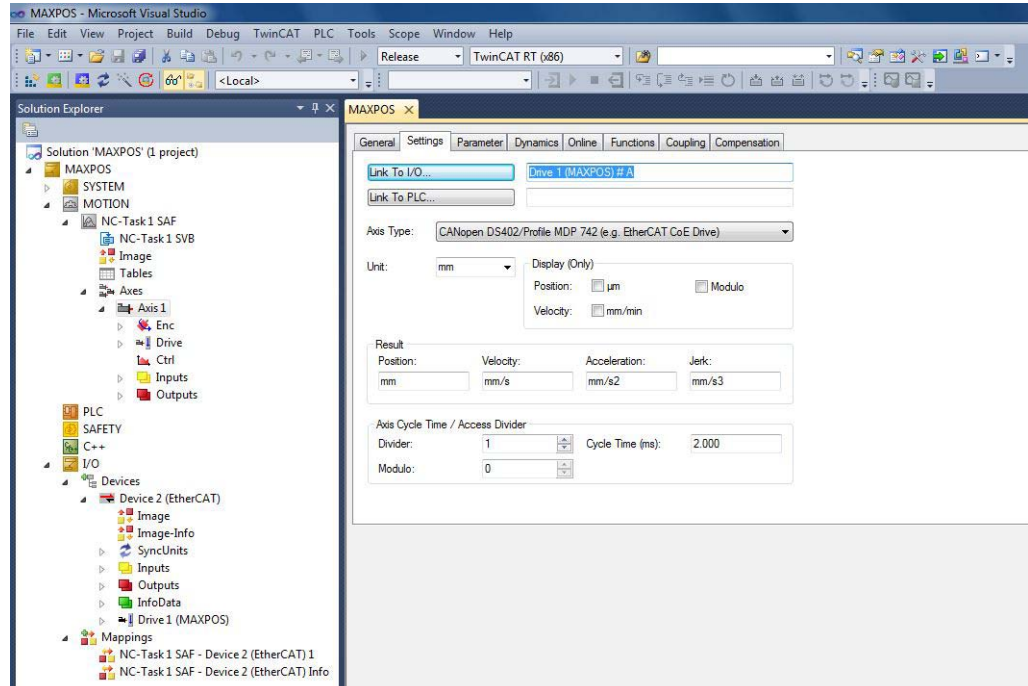 MAXPOS - Microsoft Visual Studio
File Edit View Project Build Debug TwinCAT PLC Tools Scope Window Help
Release TwinCAT RT (x86)
<Local>
Solution Explorer
MAXPOS
Solution 'MAXPOS' (1 project)
MAXPOS
SYSTEM
MOTION
NC-Task 1 SAF
NC-Task 1 SVB
Image
Tables
Axes
Axis 1
Enc
Drive
Ctrl
Inputs
Outputs
PLC
SAFETY
C++
I/O
Devices
Device 2 (EtherCAT)
Image
Image-Info
SyncUnits
Inputs
Outputs
InfoData
Drive 1 (MAXPOS)
Mappings
NC-Task 1 SAF - Device 2 (EtherCAT) 1
NC-Task 1 SAF - Device 2 (EtherCAT) Info
General Settings Parameter Dynamics Online Functions Coupling Compensation
Link To I/O... Drive 1 (MAXPOS) # A
Link To PLC...
Axis Type: CANopen DS402/Profile MDP 742 (e.g. EtherCAT CoE Drive)
Unit: mm Display (Only)
Position: µm Modulo
Velocity: mm/min
Result
Position: Velocity: Acceleration: Jerk:
mm mm/s mm/s2 mm/s3
Axis Cycle Time / Access Divider
Divider: 1 Cycle Time (ms): 2.000
Modulo: 0